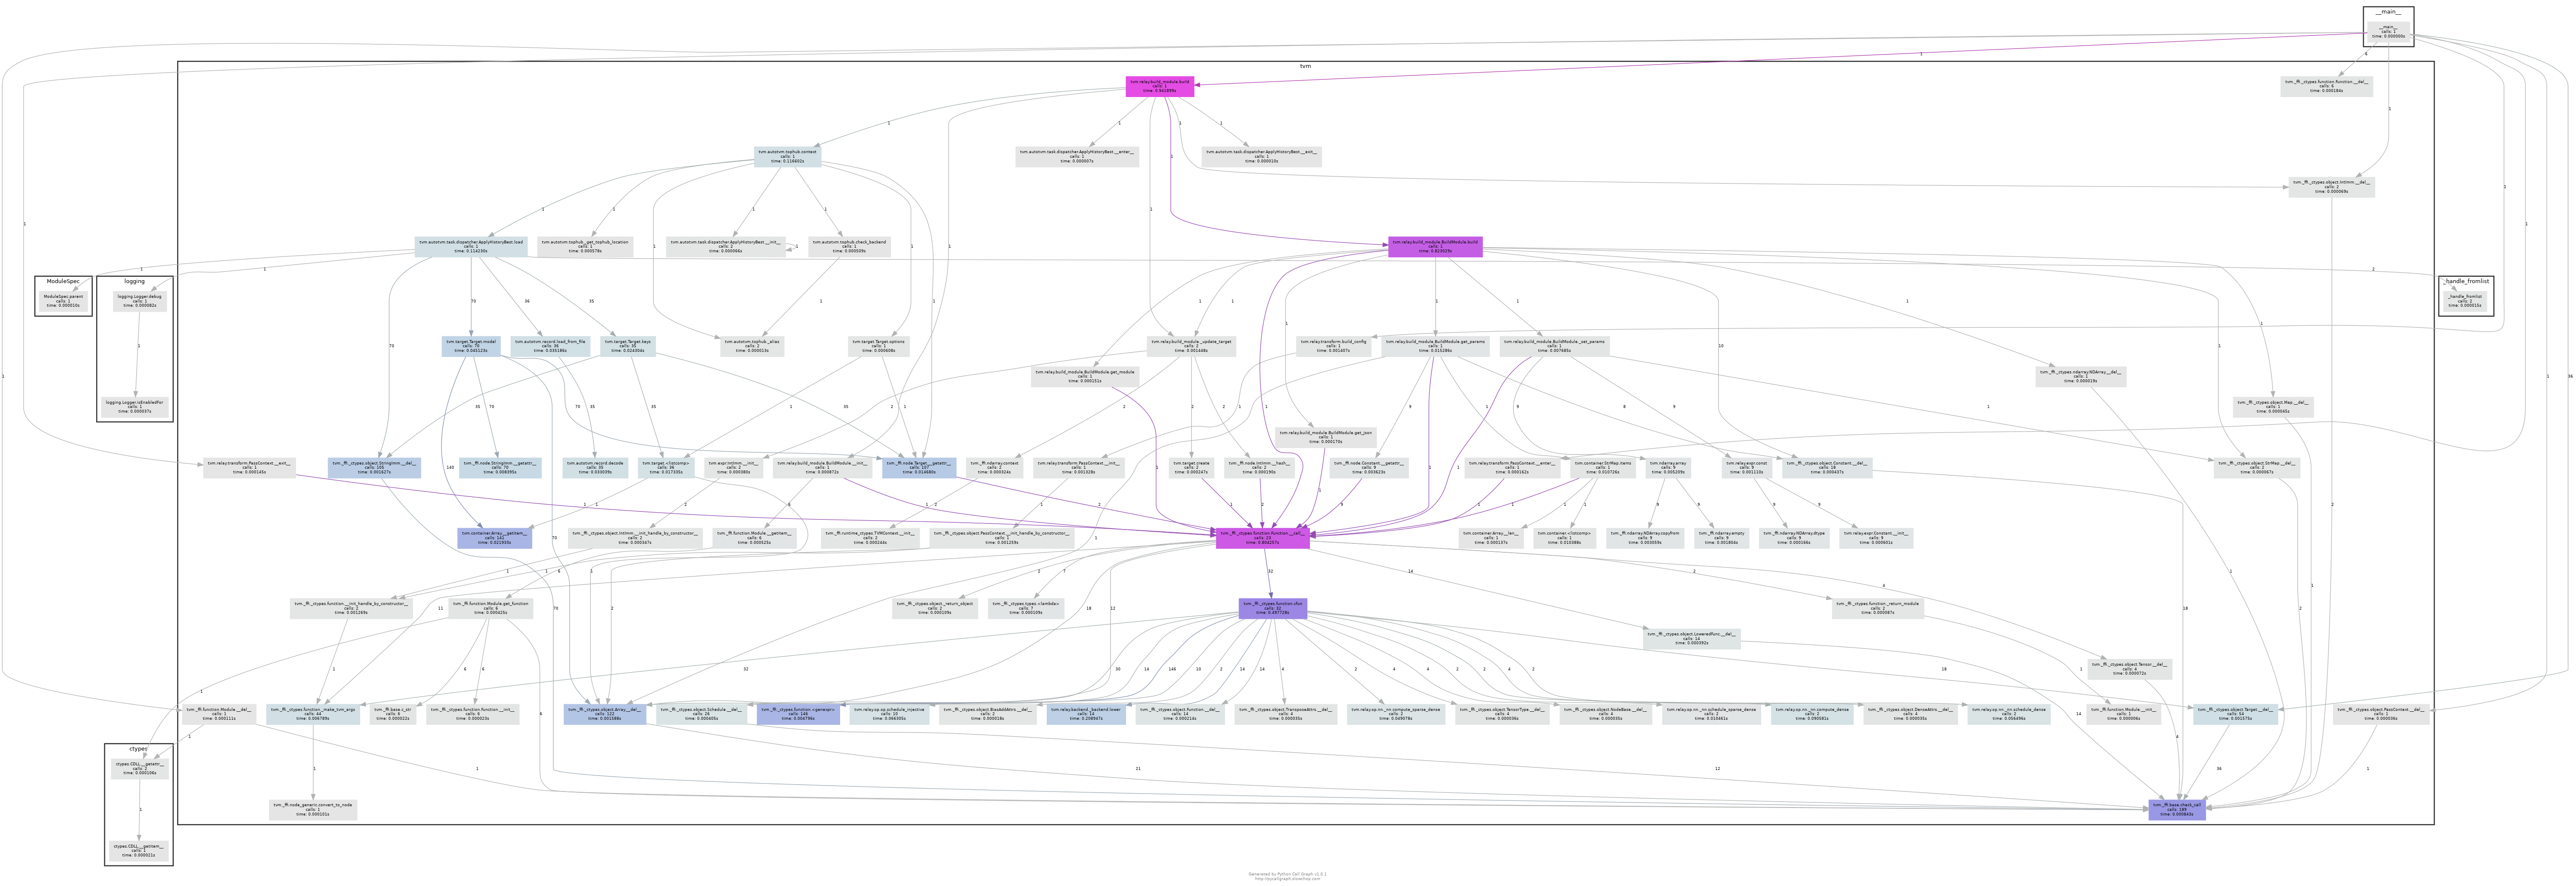 __main__
__main__
calls: 1
time: 0.000000s
tvm
tvm.relay.build_module.build
calls: 1
time: 0.941899s
tvm._ffi._ctypes.function.Function.__del__
calls: 6
time: 0.000184s
tvm.autotvm.tophub.context
calls: 1
time: 0.116602s
tvm.autotvm.task.dispatcher.ApplyHistoryBest.__enter__
calls: 1
time: 0.000007s
tvm.autotvm.task.dispatcher.ApplyHistoryBest.__exit__
calls: 1
time: 0.000010s
tvm._ffi._ctypes.object.IntImm.__del__
calls: 2
time: 0.000069s
tvm.autotvm.task.dispatcher.ApplyHistoryBest.load
calls: 1
time: 0.114230s
tvm.autotvm.tophub._get_tophub_location
calls: 1
time: 0.000578s
tvm.autotvm.task.dispatcher.ApplyHistoryBest.__init__
calls: 2
time: 0.000066s
tvm.autotvm.tophub.check_backend
calls: 1
time: 0.000509s
tvm.relay.build_module.BuildModule.build
calls: 1
time: 0.823029s
ModuleSpec
ModuleSpec.parent
calls: 1
time: 0.000010s
logging
logging.Logger.debug
calls: 1
time: 0.000082s
_handle_fromlist
_handle_fromlist
time: 0.000015s
tvm.target.Target.model
calls: 70
time: 0.045123s
tvm.autotvm.record.load_from_file
calls: 36
time: 0.035186s
tvm.target.Target.keys
calls: 35
time: 0.024304s
tvm.autotvm.tophub._alias
calls: 2
time: 0.000013s
tvm.target.Target.options
calls: 1
time: 0.000608s
tvm.relay.build_module._update_target
calls: 2
time: 0.001448s
tvm.relay.transform.build_config
calls: 1
time: 0.001407s
tvm.relay.build_module.BuildModule.get_params
calls: 1
time: 0.015286s
tvm.relay.build_module.BuildModule._set_params
calls: 1
time: 0.007685s
tvm.relay.build_module.BuildModule.get_module
calls: 1
time: 0.000151s
tvm._ffi._ctypes.ndarray.NDArray.__del__
calls: 1
time: 0.000019s
logging.Logger.isEnabledFor
calls: 1
time: 0.000037s
tvm._ffi._ctypes.object.Map.__del__
calls: 1
time: 0.000045s
tvm.relay.build_module.BuildModule.get_json
calls: 1
time: 0.000170s
tvm.relay.transform.PassContext.__exit__
calls: 1
time: 0.000145s
tvm._ffi._ctypes.object.StringImm.__del__
calls: 105
time: 0.001627s
tvm._ffi.node.StringImm.__getattr__
calls: 70
time: 0.008395s
tvm.autotvm.record.decode
calls: 35
time: 0.033039s
tvm.target.<listcomp>
calls: 36
time: 0.017335s
tvm.expr.IntImm.__init__
calls: 2
time: 0.000380s
tvm.relay.build_module.BuildModule.__init__
calls: 1
time: 0.000872s
tvm._ffi.node.Target.__getattr__
calls: 107
time: 0.014680s
tvm._ffi.ndarray.context
calls: 2
time: 0.000324s
tvm.relay.transform.PassContext.__init__
calls: 1
time: 0.001328s
tvm.target.create
calls: 2
time: 0.000247s
tvm._ffi.node.IntImm.__hash__
calls: 2
time: 0.000190s
tvm._ffi.node.Constant.__getattr__
calls: 9
time: 0.003623s
tvm.relay.transform.PassContext.__enter__
calls: 1
time: 0.000162s
tvm.container.StrMap.items
calls: 1
time: 0.010726s
tvm.ndarray.array
calls: 9
time: 0.005209s
tvm.relay.expr.const
calls: 9
time: 0.001110s
tvm._ffi._ctypes.object.Constant.__del__
calls: 18
time: 0.000437s
tvm._ffi._ctypes.object.StrMap.__del__
calls: 2
time: 0.000067s
tvm.container.Array.__getitem__
calls: 141
time: 0.021933s
tvm._ffi._ctypes.object.IntImm.__init_handle_by_constructor__
calls: 2
time: 0.000347s
tvm._ffi.function.Module.__getitem__
calls: 6
time: 0.000525s
tvm._ffi.runtime_ctypes.TVMContext.__init__
calls: 2
time: 0.000244s
tvm._ffi._ctypes.object.PassContext.__init_handle_by_constructor__
calls: 1
time: 0.001259s
tvm._ffi._ctypes.function.Function.__call__
time: 0.804257s
tvm.container.Array.__len__
calls: 1
time: 0.000137s
tvm.container.<listcomp>
calls: 1
time: 0.010388s
tvm._ffi.ndarray.NDArray.copyfrom
calls: 9
time: 0.003059s
tvm._ffi.ndarray.empty
calls: 9
time: 0.001804s
tvm._ffi.ndarray.NDArray.dtype
calls: 9
time: 0.000166s
tvm.relay.expr.Constant.__init__
calls: 9
time: 0.000601s
tvm._ffi._ctypes.function.__init_handle_by_constructor__
calls: 2
time: 0.001269s
tvm._ffi.function.Module.get_function
calls: 6
time: 0.000425s
tvm._ffi._ctypes.object._return_object
calls: 2
time: 0.000109s
tvm._ffi._ctypes.types.<lambda>
calls: 7
time: 0.000109s
tvm._ffi._ctypes.function.cfun
calls: 32
time: 0.497728s
tvm._ffi._ctypes.function._return_module
calls: 2
time: 0.000087s
tvm._ffi._ctypes.object.LoweredFunc.__del__
calls: 14
time: 0.000392s
tvm._ffi._ctypes.object.Tensor.__del__
calls: 4
time: 0.000072s
tvm._ffi.function.Module.__del__
calls: 1
time: 0.000111s
tvm._ffi._ctypes.function._make_tvm_args
calls: 44
time: 0.006789s
tvm._ffi.base.c_str
calls: 6
time: 0.000022s
tvm._ffi._ctypes.function.Function.__init__
calls: 6
time: 0.000023s
tvm._ffi._ctypes.object.Array.__del__
calls: 122
time: 0.001588s
tvm._ffi._ctypes.object.Schedule.__del__
calls: 26
time: 0.000403s
tvm._ffi._ctypes.function.<genexpr>
calls: 146
time: 0.004796s
tvm.relay.op.op.schedule_injective
calls: 10
time: 0.066305s
tvm._ffi._ctypes.object.BiasAddAttrs.__del__
calls: 2
time: 0.000018s
tvm.relay.backend._backend.lower
calls: 14
time: 0.208947s
tvm._ffi._ctypes.object.Function.__del__
calls: 14
time: 0.000214s
tvm._ffi._ctypes.object.TransposeAttrs.__del__
calls: 4
time: 0.000035s
tvm.relay.op.nn._nn.compute_sparse_dense
calls: 2
time: 0.049078s
tvm._ffi._ctypes.object.TensorType.__del__
calls: 4
time: 0.000036s
tvm._ffi._ctypes.object.NodeBase.__del__
calls: 4
time: 0.000035s
tvm.relay.op.nn._nn.schedule_sparse_dense
calls: 2
time: 0.010461s
tvm.relay.op.nn._nn.compute_dense
calls: 2
time: 0.090581s
tvm._ffi._ctypes.object.DenseAttrs.__del__
calls: 4
time: 0.000035s
tvm.relay.op.nn._nn.schedule_dense
calls: 2
time: 0.056496s
tvm._ffi.function.Module.__init__
calls: 1
time: 0.000006s
tvm._ffi._ctypes.object.Target.__del__
calls: 54
time: 0.001570s
tvm._ffi._ctypes.object.PassContext.__del__
calls: 1
time: 0.000036s
ctypes
ctypes.CDLL.__getattr__
calls: 2
time: 0.000106s
tvm._ffi.node_generic.convert_to_node
calls: 1
time: 0.000101s
tvm._ffi.base.check_call
calls: 189
time: 0.000843s
ctypes.CDLL.__getitem__
calls: 1
time: 0.000021s
Generated by Python Call Graph v1.0.1
http://pycallgraph.slowchop.com